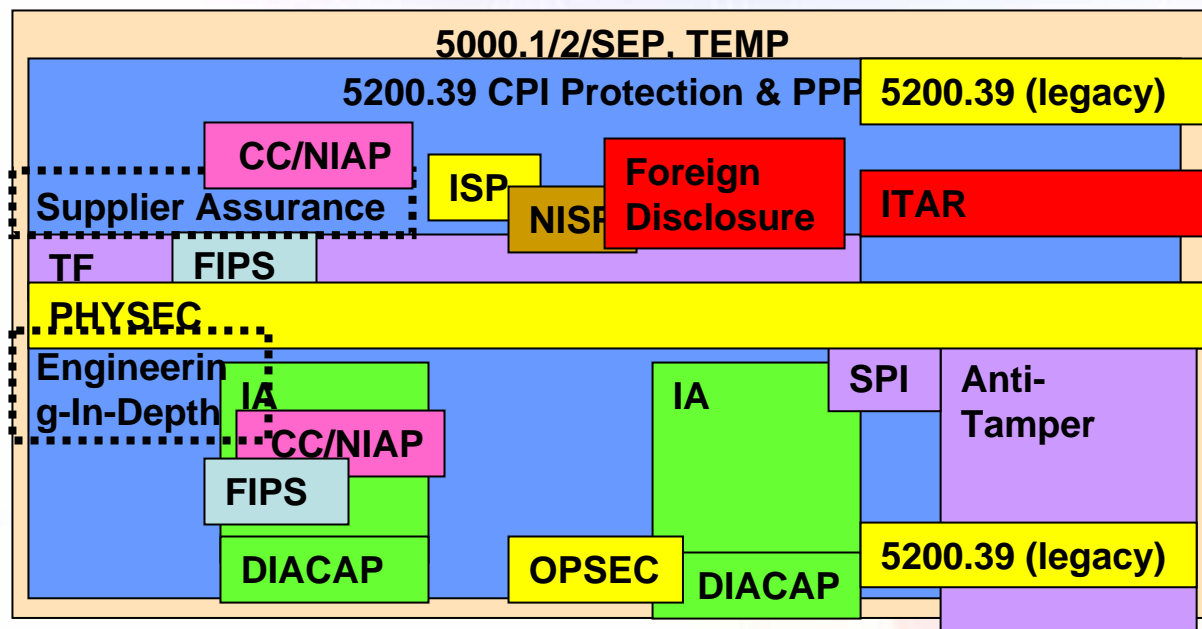 5000.1/2/SEP, TEMP
5200.39 CPI Protection & PPP
5200.39 (legacy)
CC/NIAP
ISP
NISP
Foreign
Disclosure
ITAR
Supplier Assurance
TF
FIPS
PHYSEC
Engineerin
g-In-Depth
IA
CC/NIAP
FIPS
DIACAP
OPSEC
IA
DIACAP
SPI
Anti-
Tamper
5200.39 (legacy)